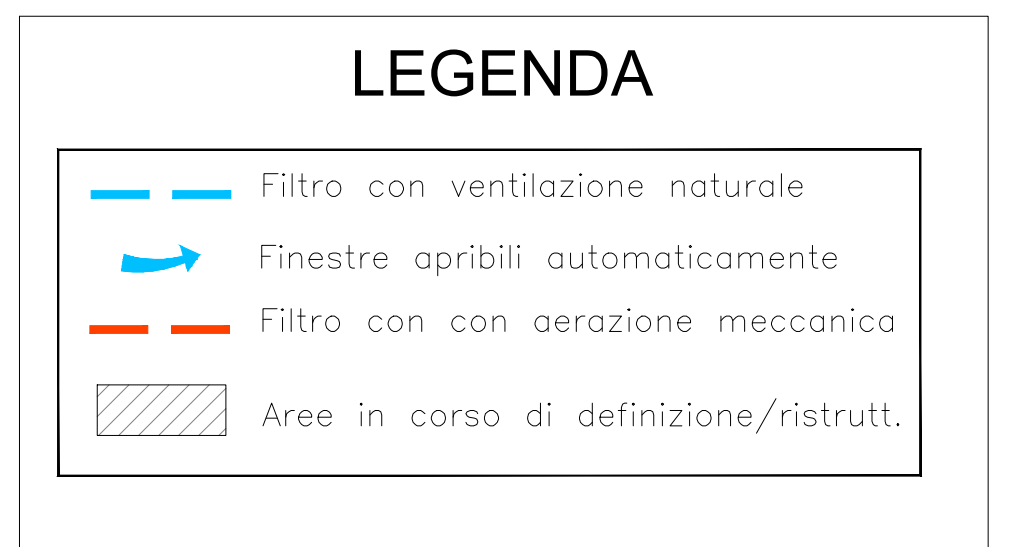 LEGENDA
Filtro con ventilazione naturale
Finestre apribili automaticamente
Filtro con con aerazione meccanica
Aree in corso di definizione/ristrutt.